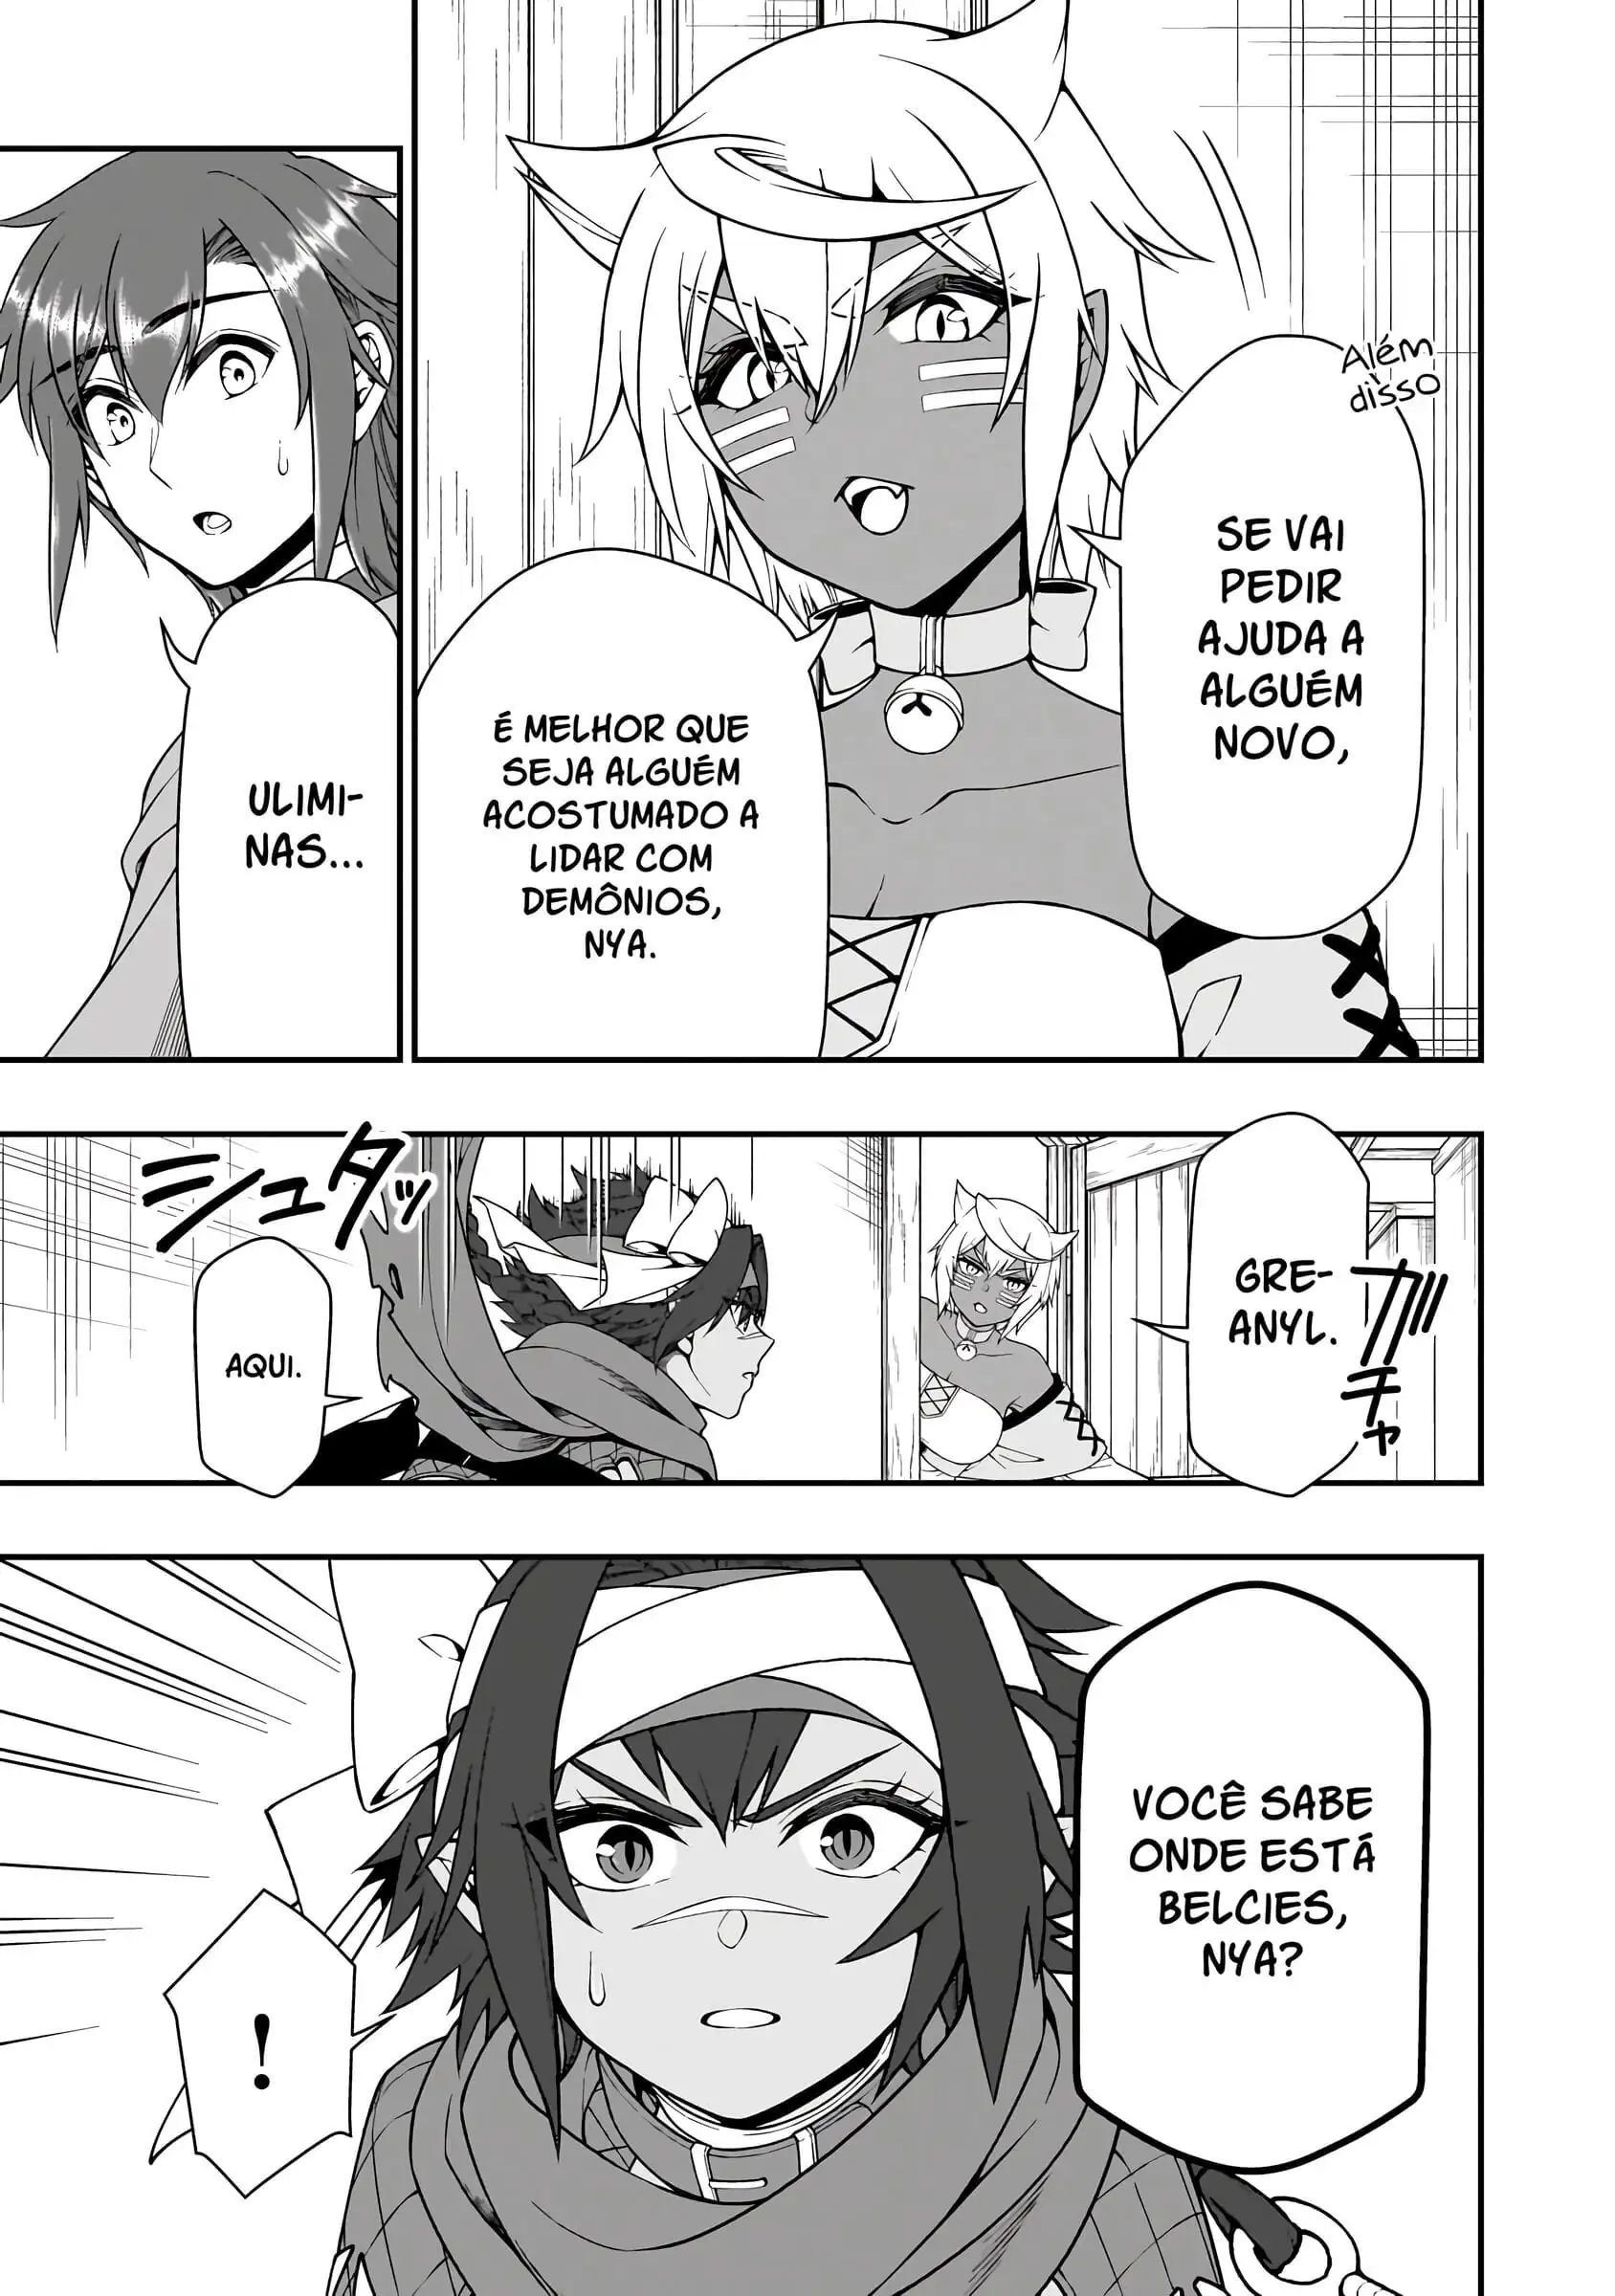 Além
disso
SE VAI
PEDIR
AJUDA A
ALGUÉM
NOVO,
É MELHOR QUE
SEJA ALGUÉM
ACOSTUMADO A
LIDAR COM
DEMÔNIOS,
NYA.
ULIMI-
NAS...
GRE-
ANYL.
ガチャ
シュタッ
AQUI.
VOCÊ SABE
ONDE ESTÁ
BELCIES,
NYA?
!